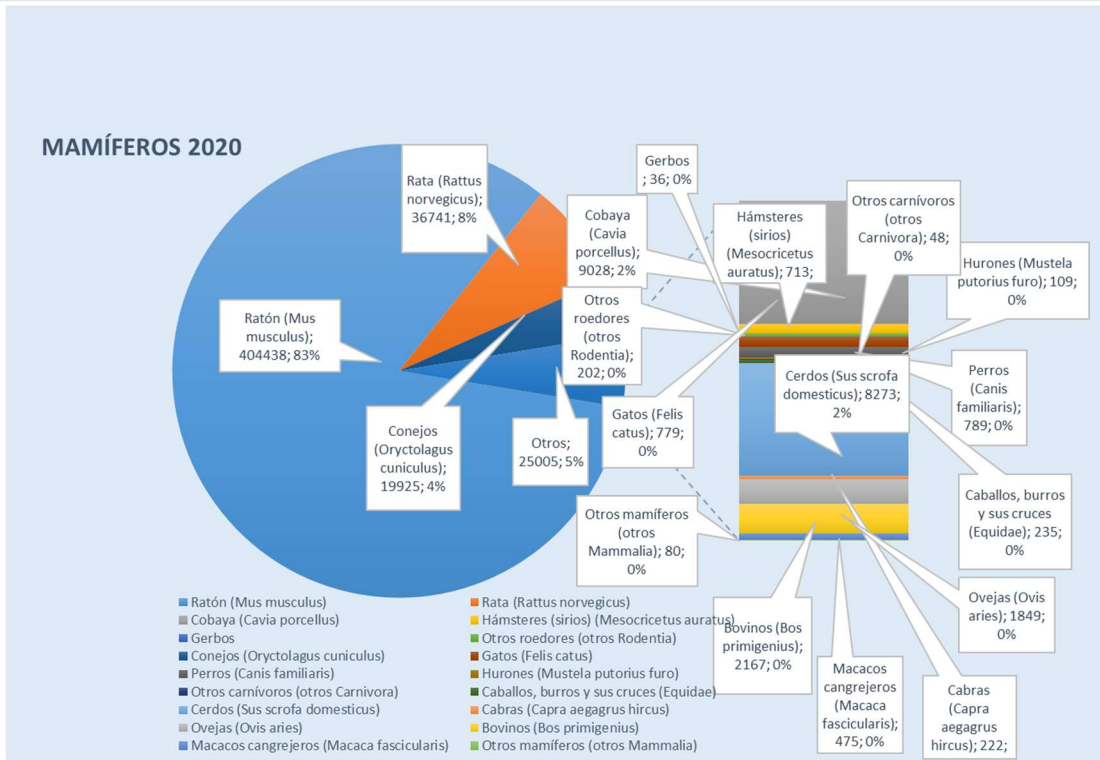 MAMÍFEROS 2020
Rata (Rattus
norvegicus);
36741; 8%
Ratón (Mus
musculus);
404438; 83%
Conejos
(Oryctolagus
cuniculus);
19925; 4%
Otros;
25005; 5%
Gerbos
; 36; 0%
Cobaya
(Cavia
porcellus);
9028; 2%
Otros
roedores
(otros
Rodentia);
202; 0%
Hámsteres
(sirios)
(Mesocricetus
auratus); 713;
Otros carnívoros
(otros
Carnivora); 48;
0%
Hurones (Mustela
putorius furo); 109;
0%
Cerdos (Sus scrofa
domesticus); 8273;
2%
Perros
(Canis
familiaris);
789; 0%
Gatos (Felis
catus); 779;
0%
Caballos, burros
y sus cruces
(Equidae); 235;
0%
Otros mamíferos
(otros
Mammalia); 80;
0%
Ovejas (Ovis
aries); 1849;
0%
Bovinos (Bos
primigenius);
2167; 0%
Macacos
cangrejeros
(Macaca
fascicularis);
475; 0%
Cabras
(Capra
aegagrus
hircus); 222;
Ratón (Mus musculus)
Rata (Rattus norvegicus)
Cobaya (Cavia porcellus)
Hámsteres (sirios) (Mesocricetus auratus)
Gerbos
Otros roedores (otros Rodentia)
Conejos (Oryctolagus cuniculus)
Gatos (Felis catus)
Perros (Canis familiaris)
Hurones (Mustela putorius furo)
Otros carnívoros (otros Carnivora)
Caballos, burros y sus cruces (Equidae)
Cerdos (Sus scrofa domesticus)
Cabras (Capra aegagrus hircus)
Ovejas (Ovis aries)
Bovinos (Bos primigenius)
Macacos cangrejeros (Macaca fascicularis)
Otros mamíferos (otros Mammalia)